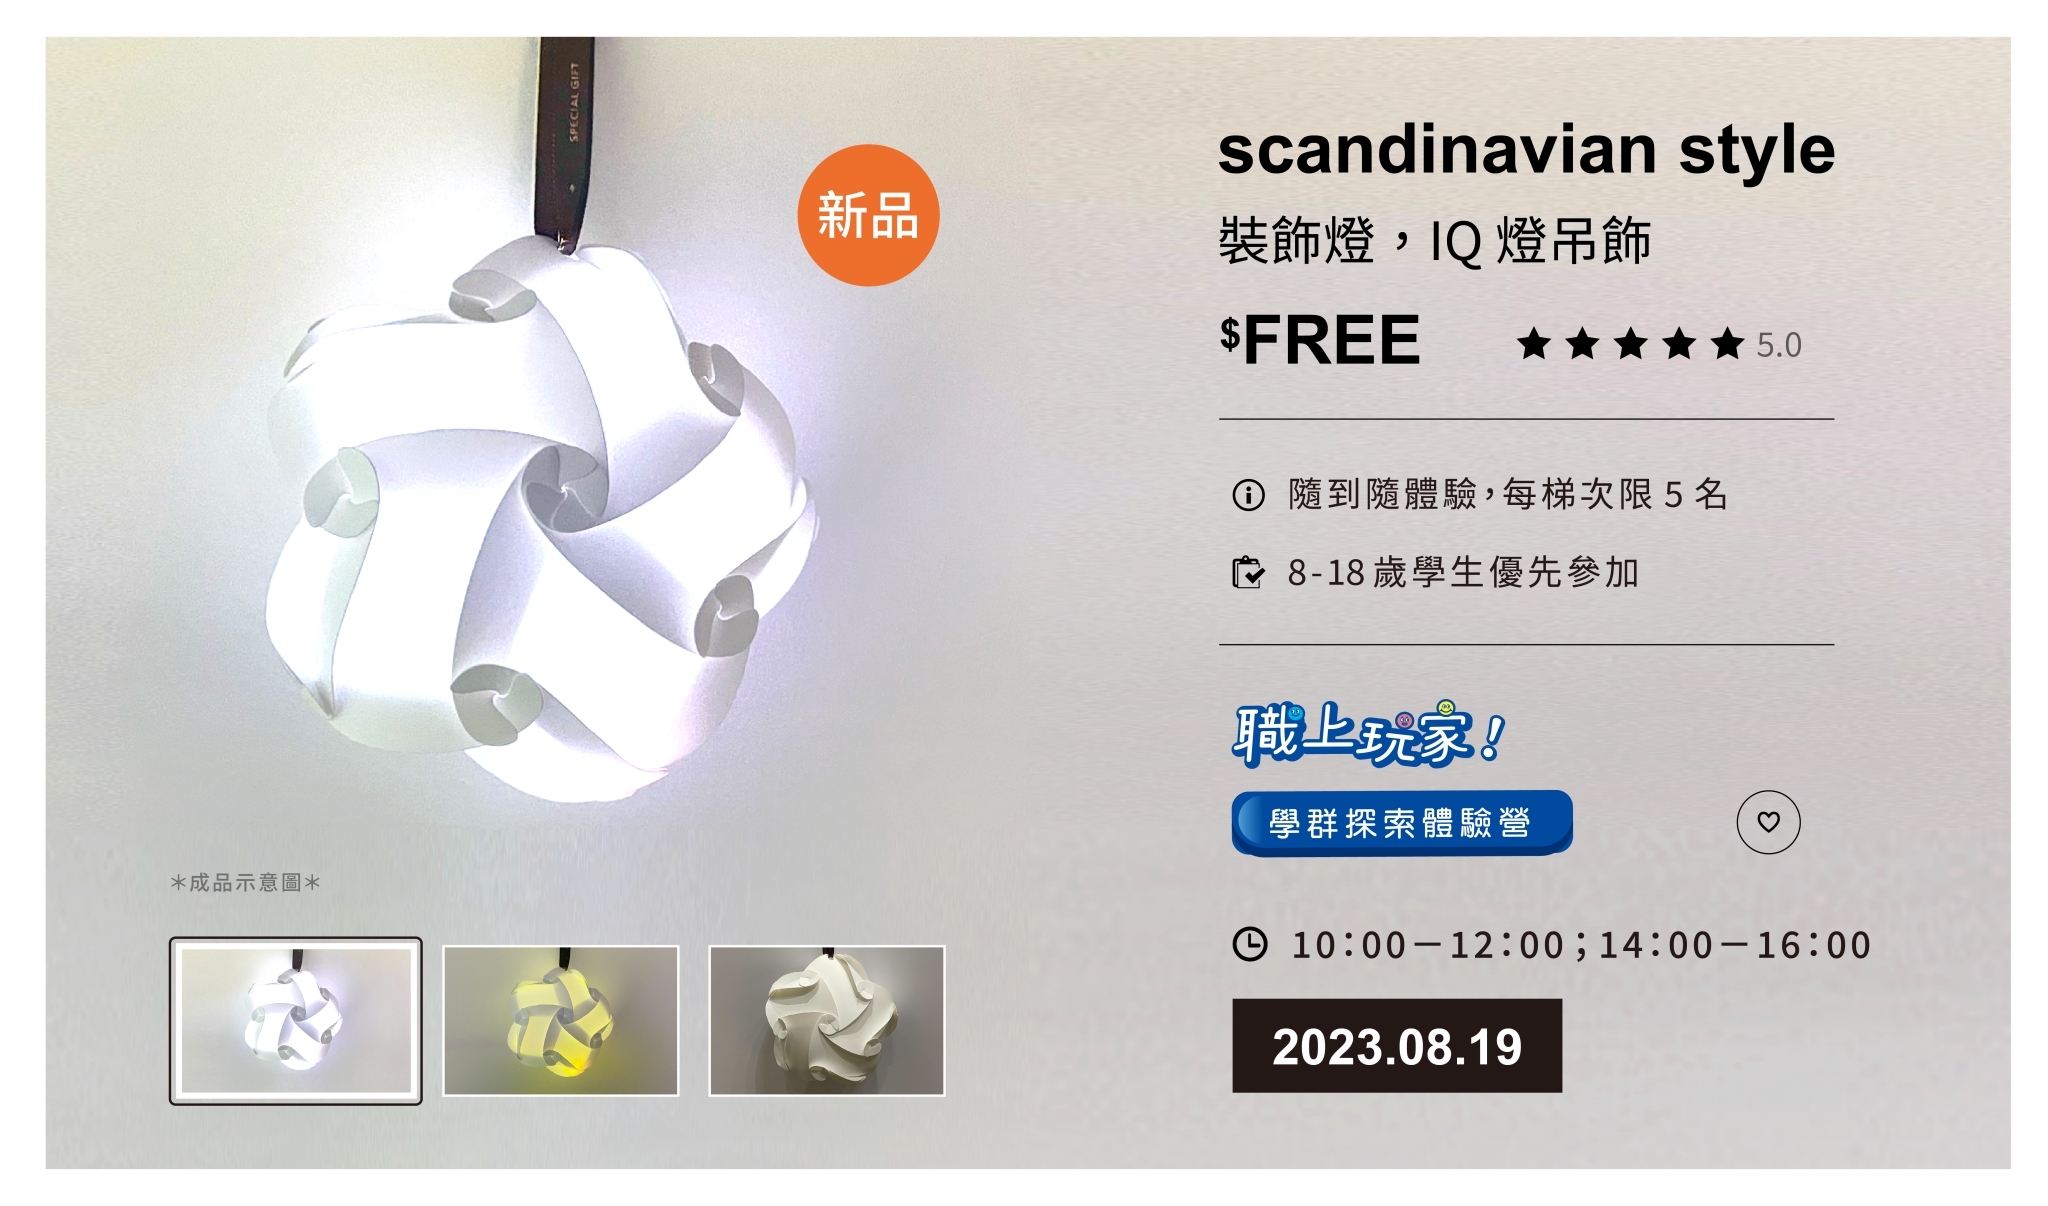 SPECIAL GIFT
新品
scandinavian style
裝飾燈，IQ 燈吊飾
$FREE
★★★★★ 5.0
隨到隨體驗，每梯次限 5 名
8-18 歲學生優先參加
職上玩家！
學群探索體驗營
＊成品示意圖＊
10：00－12：00；14：00－16：00
2023.08.19